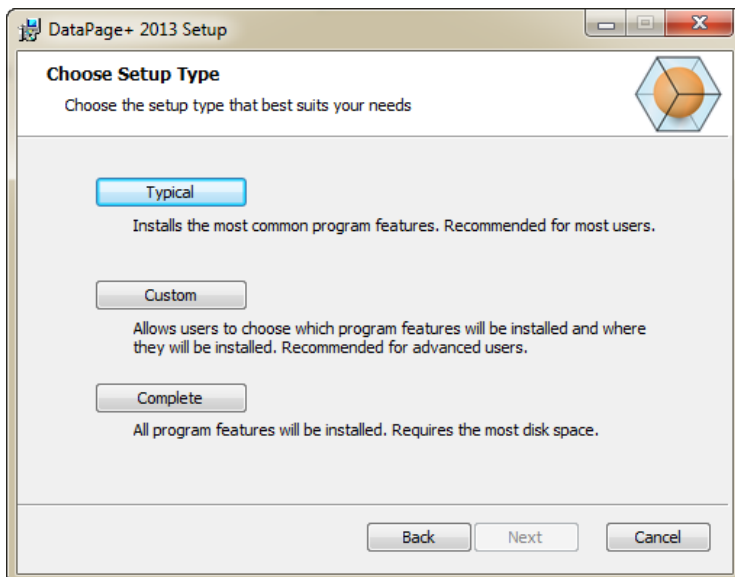 DataPage+ 2013 Setup
Choose Setup Type
Choose the setup type that best suits your needs
Typical
Installs the most common program features. Recommended for most users.
Custom
Allows users to choose which program features will be installed and where
they will be installed. Recommended for advanced users.
Complete
All program features will be installed. Requires the most disk space.
Back Next Cancel